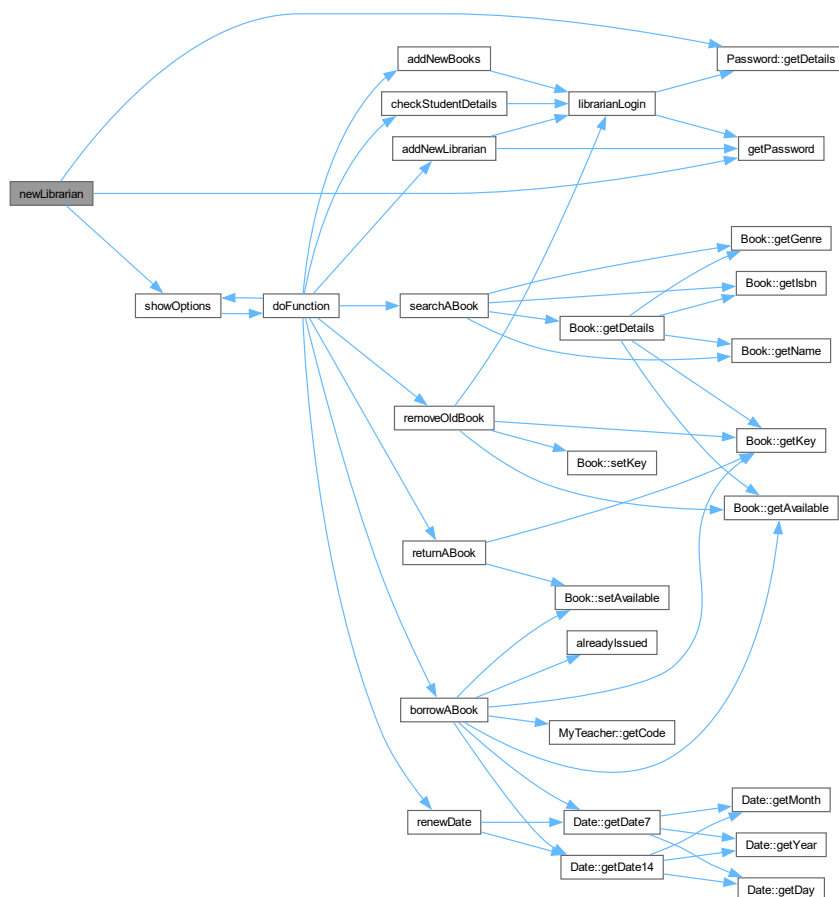 Password::getDetails
addNewBooks
checkStudentDetails
librarianLogin
addNewLibrarian
getPassword
newLibrarian
Book::getGenre
Book::getIsbn
showOptions
doFunction
searchABook
Book::getDetails
Book::getName
removeOldBook
Book::getKey
Book::setKey
Book::getAvailable
returnABook
Book::setAvailable
alreadyIssued
borrowABook
MyTeacher::getCode
Date::getMonth
renewDate
Date::getDate7
Date::getYear
Date::getDate14
Date::getDay